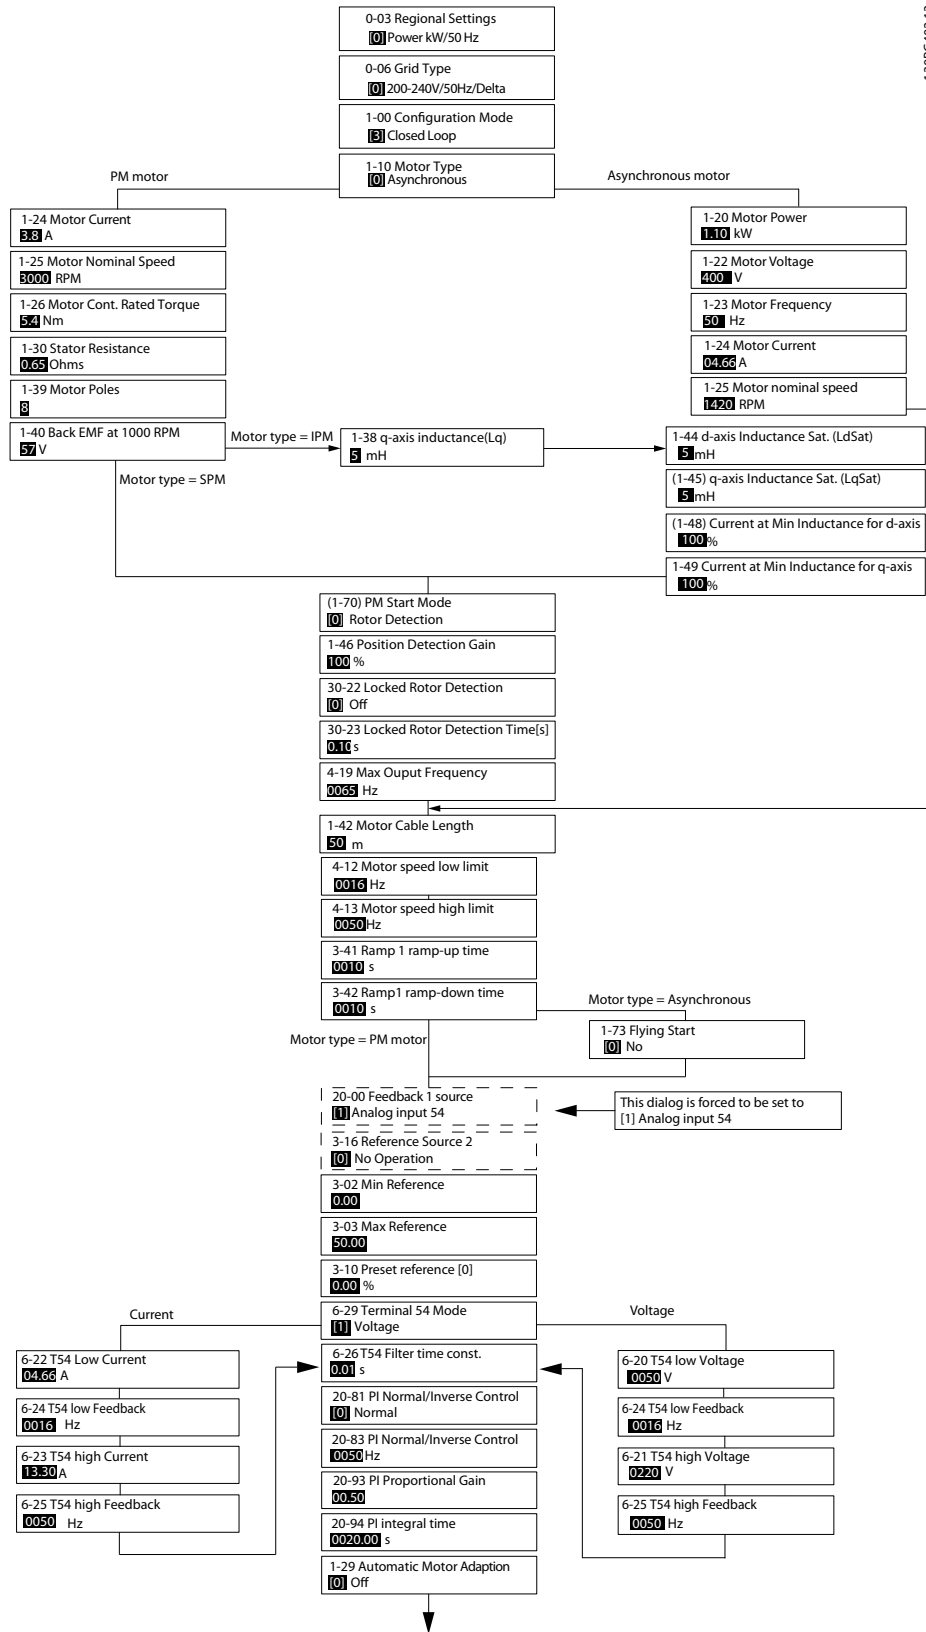 0-03 Regional Settings
[0] Power kW/50 Hz
0-06 Grid Type
[0] 200-240V/50Hz/Delta
1-00 Configuration Mode
[3] Closed Loop
1-10 Motor Type
[0] Asynchronous
PM motor
Asynchronous motor
1-24 Motor Current
3.8 A
1-25 Motor Nominal Speed
3000 RPM
1-26 Motor Cont. Rated Torque
5.4 Nm
1-30 Stator Resistance
0.65 Ohms
1-39 Motor Poles
8
1-40 Back EMF at 1000 RPM
57 V
1-20 Motor Power
1.10 kW
1-22 Motor Voltage
400 V
1-23 Motor Frequency
50 Hz
1-24 Motor Current
04.66 A
1-25 Motor nominal speed
1420 RPM
Motor type = IPM
1-38 q-axis inductance(Lq)
5 mH
1-44 d-axis Inductance Sat. (LdSat)
5 mH
(1-45) q-axis Inductance Sat. (LqSat)
5 mH
(1-48) Current at Min Inductance for d-axis
100 %
1-49 Current at Min Inductance for q-axis
100 %
Motor type = SPM
(1-70) PM Start Mode
[0] Rotor Detection
1-46 Position Detection Gain
100 %
30-22 Locked Rotor Detection
[0] Off
30-23 Locked Rotor Detection Time[s]
0.10 s
4-19 Max Ouput Frequency
0065 Hz
1-42 Motor Cable Length
50 m
4-12 Motor speed low limit
0016 Hz
4-13 Motor speed high limit
0050 Hz
3-41 Ramp 1 ramp-up time
0010 s
3-42 Ramp1 ramp-down time
0010 s
Motor type = Asynchronous
1-73 Flying Start
[0] No
Motor type = PM motor
20-00 Feedback 1 source
[1] Analog input 54
This dialog is forced to be set to
[1] Analog input 54
3-16 Reference Source 2
[0] No Operation
3-02 Min Reference
0.00
3-03 Max Reference
50.00
3-10 Preset reference [0]
0.00 %
6-29 Terminal 54 Mode
[1] Voltage
Current
Voltage
6-22 T54 Low Current
04.66 A
6-24 T54 low Feedback
0016 Hz
6-23 T54 high Current
13.30 A
6-25 T54 high Feedback
0050 Hz
6-26 T54 Filter time const.
0.01 s
20-81 PI Normal/Inverse Control
[0] Normal
20-83 PI Normal/Inverse Control
0050 Hz
20-93 PI Proportional Gain
00.50
20-94 PI integral time
0020.00 s
1-29 Automatic Motor Adaption
[0] Off
6-20 T54 low Voltage
0050 V
6-24 T54 low Feedback
0016 Hz
6-21 T54 high Voltage
0220 V
6-25 T54 high Feedback
0050 Hz